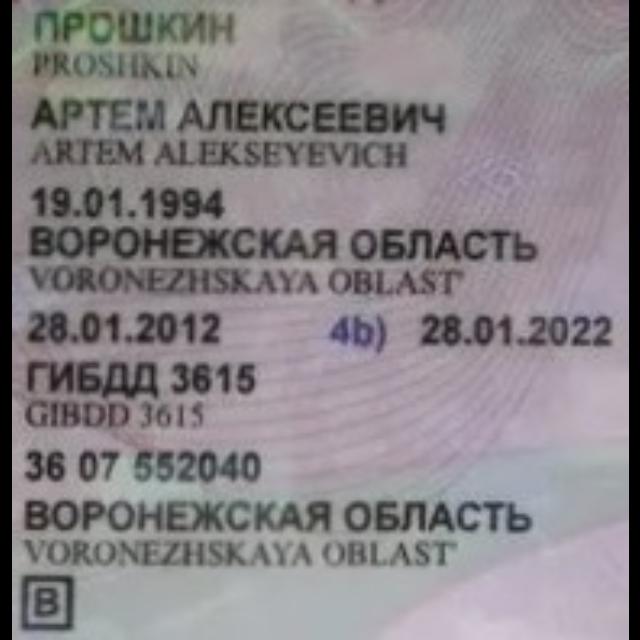 ПРОШКИН
PROSHKIN
АРТЕМ АЛЕКСЕЕВИЧ
ARTEM ALEKSEYEVICH
19.01.1994
ВОРОНЕЖСКАЯ ОБЛАСТЬ
VORONEZHSKAYA OBLAST'
28.01.2012 4b) 28.01.2022
ГИБДД 3615
GIBDD 3615
36 07 552040
ВОРОНЕЖСКАЯ ОБЛАСТЬ
VORONEZHSKAYA OBLAST'
B